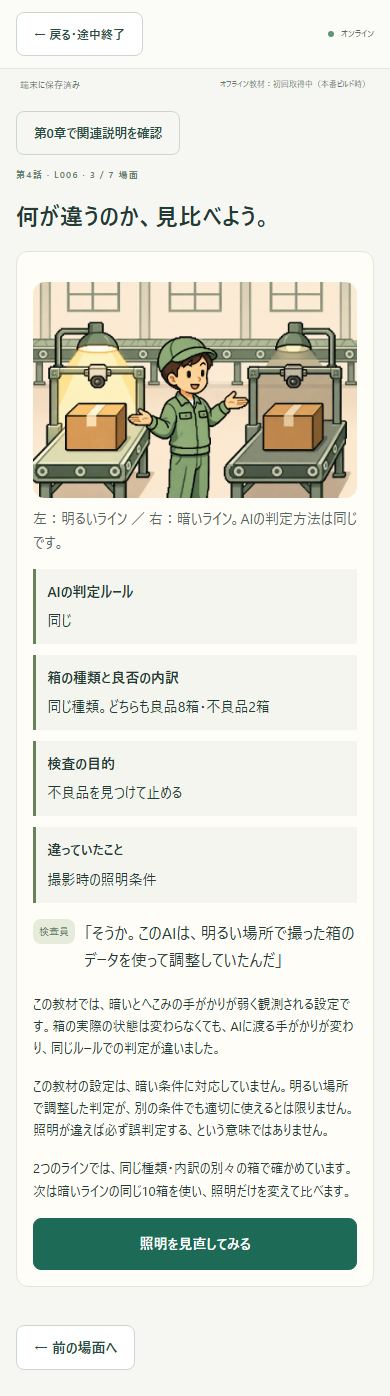 ← 戻る・途中終了
オンライン
端末に保存済み
オフライン教材：初回取得中（本番ビルド時）
第0章で関連説明を確認
第4話 · L006 · 3 / 7 場面
何が違うのか、見比べよう。
左：明るいライン ／ 右：暗いライン。AIの判定方法は同じ
です。
AIの判定ルール
同じ
箱の種類と良否の内訳
同じ種類。どちらも良品8箱・不良品2箱
検査の目的
不良品を見つけて止める
違っていたこと
撮影時の照明条件
検査員
「そうか。このAIは、明るい場所で撮った箱の
データを使って調整していたんだ」
この教材では、暗いとへこみの手がかりが弱く観測される設定で
す。箱の実際の状態は変わらなくても、AIに渡る手がかりが変わ
り、同じルールでの判定が違いました。
この教材の設定は、暗い条件に対応していません。明るい場所
で調整した判定が、別の条件でも適切に使えるとは限りません。
照明が違えば必ず誤判定する、という意味ではありません。
2つのラインでは、同じ種類・内訳の別々の箱で確かめています。
次は暗いラインの同じ10箱を使い、照明だけを変えて比べます。
照明を見直してみる
← 前の場面へ